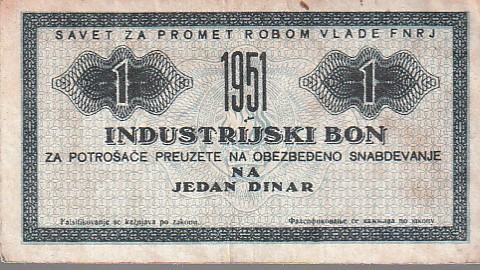 SAVET ZA PROMET ROBOM VLADE FNRJ
1 1951 1
INDUSTRIJSKI BON
ZA POTROŠAČE PREUZETE NA OBEZBEĐENO SNABDEVANJE
NA
JEDAN DINAR
Falsifikovanje se kažnjava po zakonu. Фалсификовање се кажњава по закону